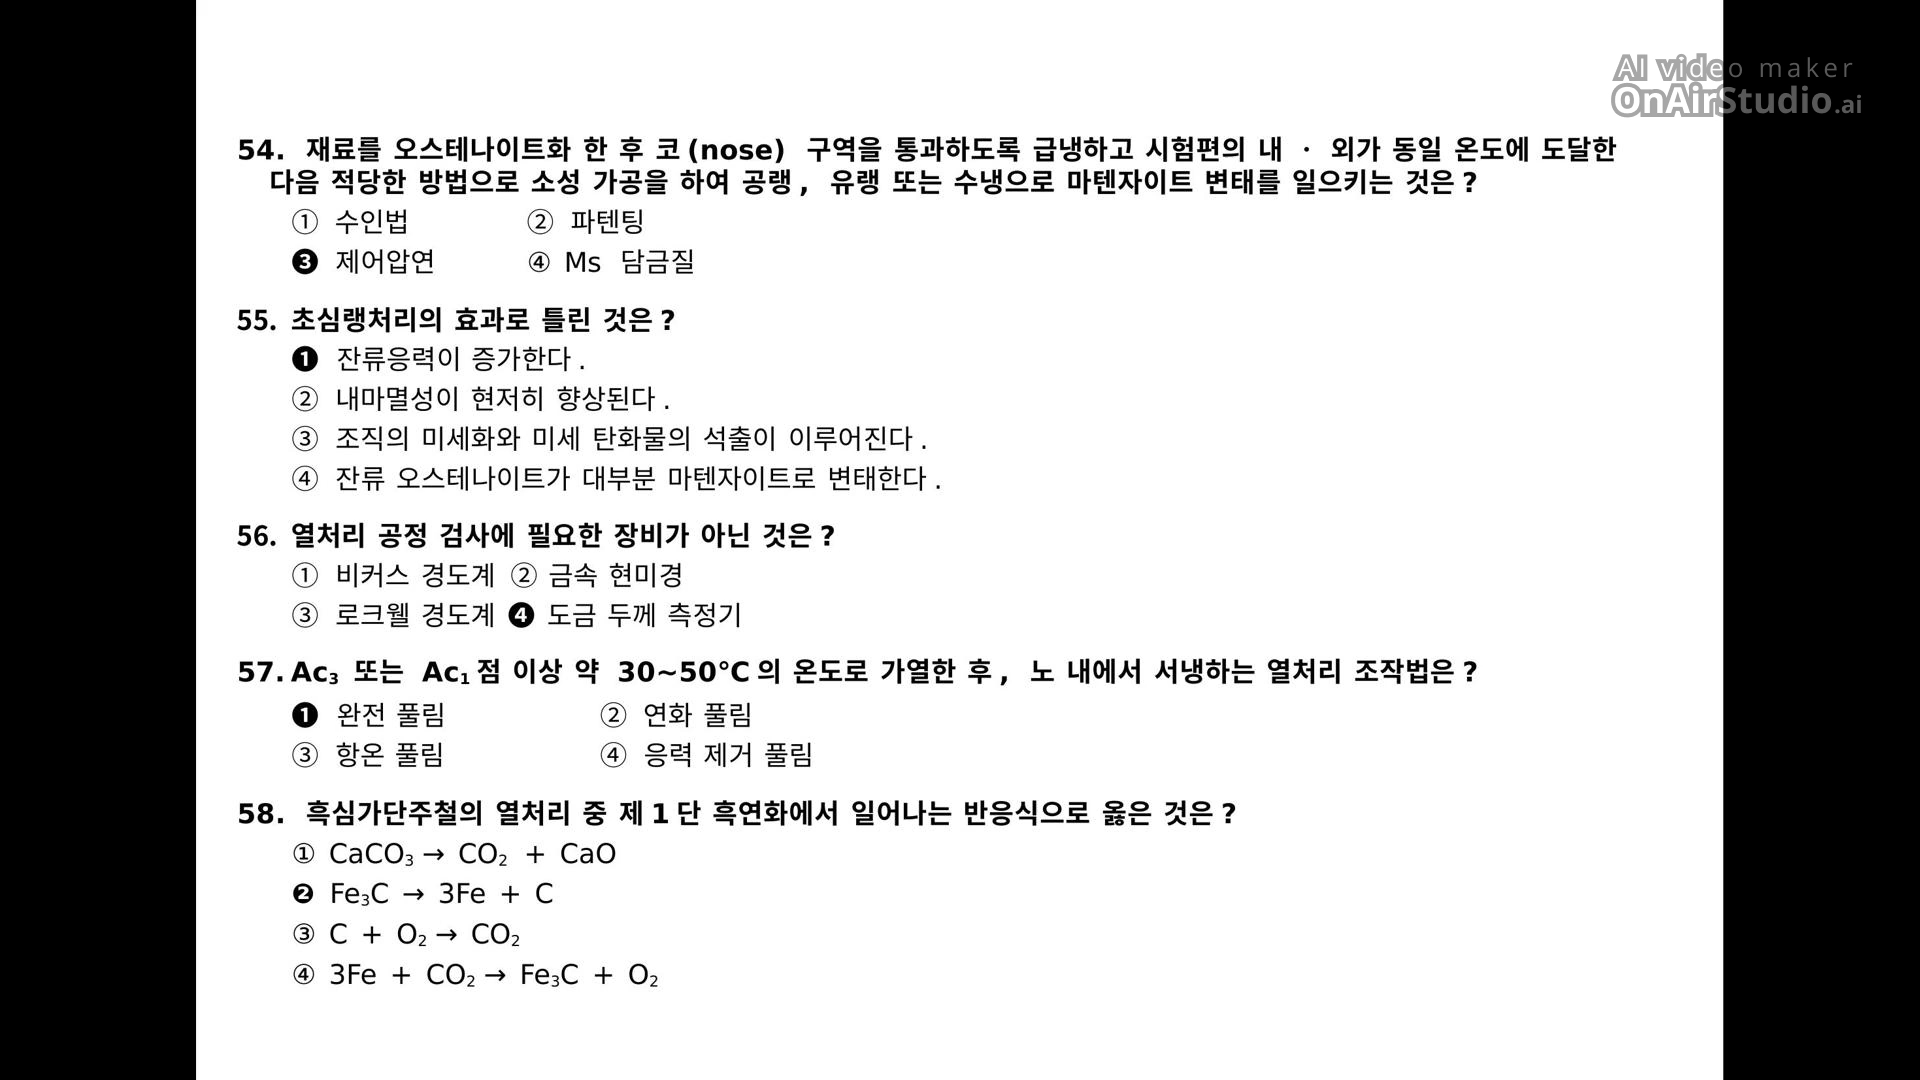 AI video maker
OnAirStudio.ai
54. 재료를 오스테나이트화 한 후 코(nose) 구역을 통과하도록 급냉하고 시험편의 내 · 외가 동일 온도에 도달한
다음 적당한 방법으로 소성 가공을 하여 공랭, 유랭 또는 수냉으로 마텐자이트 변태를 일으키는 것은?
① 수인법 ② 파텐팅
❸ 제어압연 ④ Ms 담금질
55. 초심랭처리의 효과로 틀린 것은?
❶ 잔류응력이 증가한다.
② 내마멸성이 현저히 향상된다.
③ 조직의 미세화와 미세 탄화물의 석출이 이루어진다.
④ 잔류 오스테나이트가 대부분 마텐자이트로 변태한다.
56. 열처리 공정 검사에 필요한 장비가 아닌 것은?
① 비커스 경도계 ② 금속 현미경
③ 로크웰 경도계 ❹ 도금 두께 측정기
57. Ac₃ 또는 Ac₁점 이상 약 30~50°C의 온도로 가열한 후, 노 내에서 서냉하는 열처리 조작법은?
❶ 완전 풀림 ② 연화 풀림
③ 항온 풀림 ④ 응력 제거 풀림
58. 흑심가단주철의 열처리 중 제1단 흑연화에서 일어나는 반응식으로 옳은 것은?
① CaCO₃ → CO₂ + CaO
❷ Fe₃C → 3Fe + C
③ C + O₂ → CO₂
④ 3Fe + CO₂ → Fe₃C + O₂